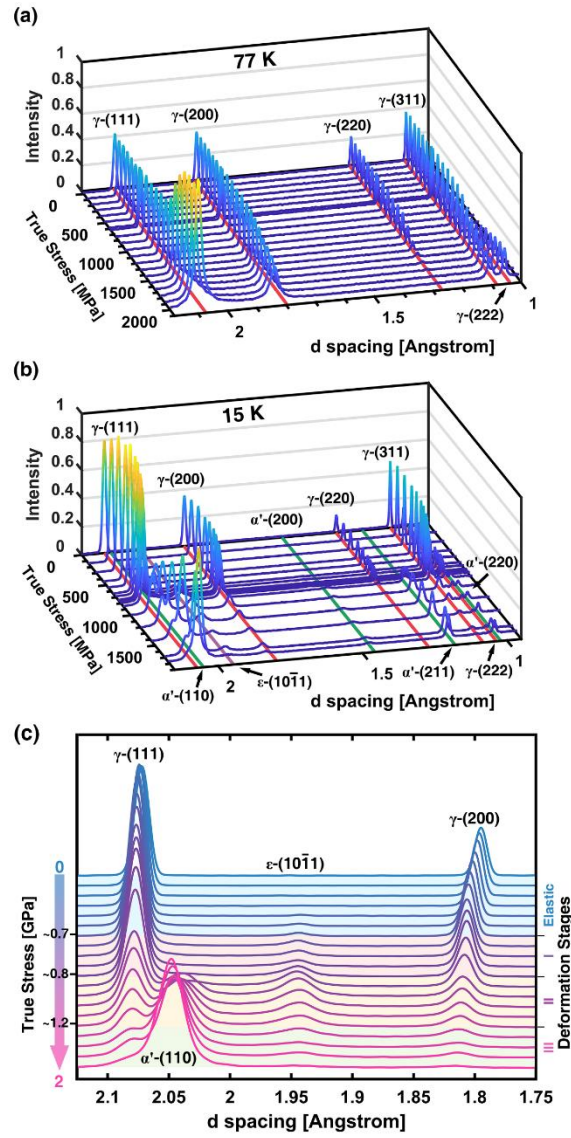 (a)
77 K
1
0.8
0.6
0.4
0.2
0
Intensity
γ-(111)
γ-(200)
γ-(220)
γ-(311)
0
500
1000
1500
2000
True Stress [MPa]
2
1.5
1
γ-(222)
d spacing [Angstrom]
(b)
15 K
1
0.8
0.6
0.4
0.2
0
Intensity
γ-(111)
γ-(200)
α'-(200)
γ-(220)
γ-(311)
α'-(220)
0
500
1000
1500
True Stress [MPa]
α'-(110)
2
ε-(101̄1)
1.5
α'-(211)
γ-(222)
1
d spacing [Angstrom]
(c)
γ-(111)
γ-(200)
ε-(101̄1)
α'-(110)
0
~0.7
~0.8
~1.2
2
True Stress [GPa]
Elastic
I
II
III
Deformation Stages
2.1
2.05
2
1.95
1.9
1.85
1.8
1.75
d spacing [Angstrom]